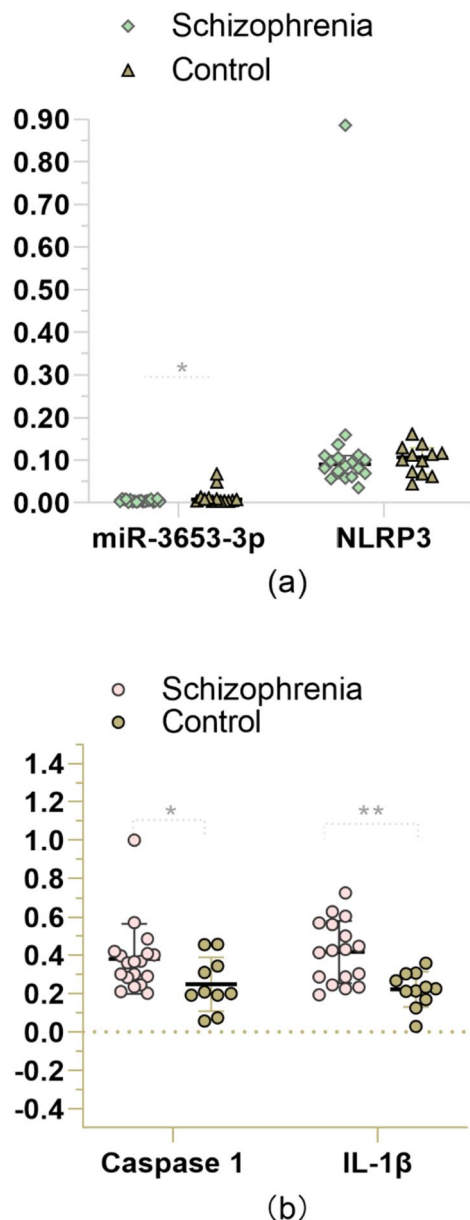 Schizophrenia
Control
0.90
0.80
0.70
0.60
0.50
0.40
0.30
0.20
0.10
0.00
*
miR-3653-3p NLRP3
(a)
Schizophrenia
Control
1.4
1.2
1.0
0.8
0.6
0.4
0.2
0.0
-0.2
-0.4
* **
Caspase 1 IL-1β
(b)